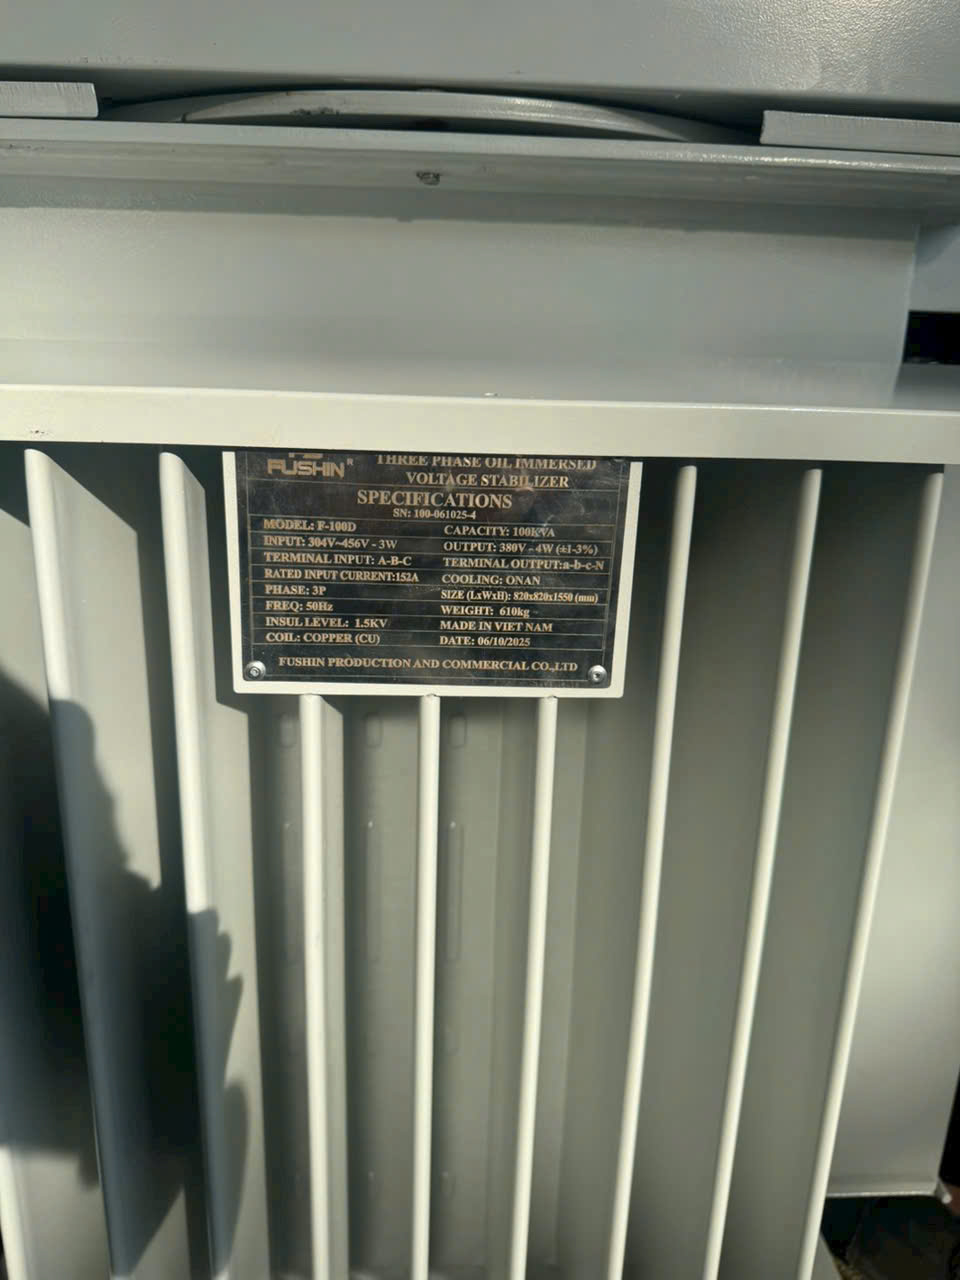 FUSHIN ®
THREE PHASE OIL IMMERSED
VOLTAGE STABILIZER
SPECIFICATIONS
SN: 100-061025-4
MODEL: F-100D CAPACITY: 100KVA
INPUT: 304V~456V - 3W OUTPUT: 380V - 4W (±1-3%)
TERMINAL INPUT: A-B-C TERMINAL OUTPUT:a-b-c-N
RATED INPUT CURRENT:152A COOLING: ONAN
PHASE: 3P SIZE (LxWxH): 820x820x1550 (mm)
FREQ: 50Hz WEIGHT: 610kg
INSUL LEVEL: 1.5KV MADE IN VIET NAM
COIL: COPPER (CU) DATE: 06/10/2025
FUSHIN PRODUCTION AND COMMERCIAL CO.,LTD